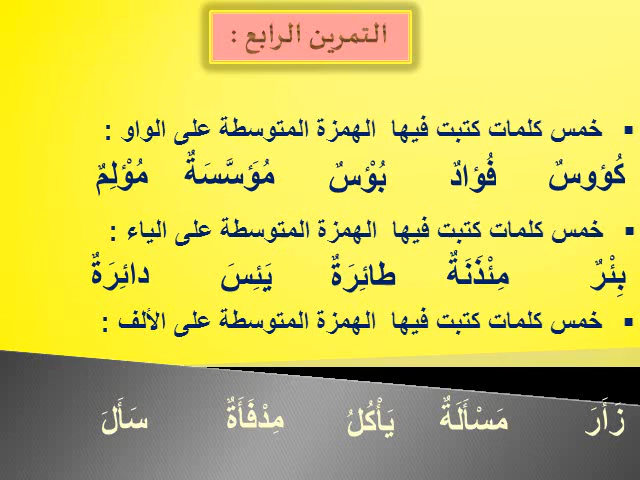 التمرين الرابع :
▪ خمس كلمات كتبت فيها الهمزة المتوسطة على الواو :
كُؤوسٌ فُؤادٌ بُؤْسٌ مُؤَسَّسَةٌ مُؤْلِمٌ
▪ خمس كلمات كتبت فيها الهمزة المتوسطة على الياء :
بِئْرٌ مِئْذَنَةٌ طائِرَةٌ يَئِسَ دائِرَةٌ
▪ خمس كلمات كتبت فيها الهمزة المتوسطة على الألف :
زَأَرَ مَسْأَلَةٌ يَأْكُلُ مِدْفَأَةٌ سَأَلَ